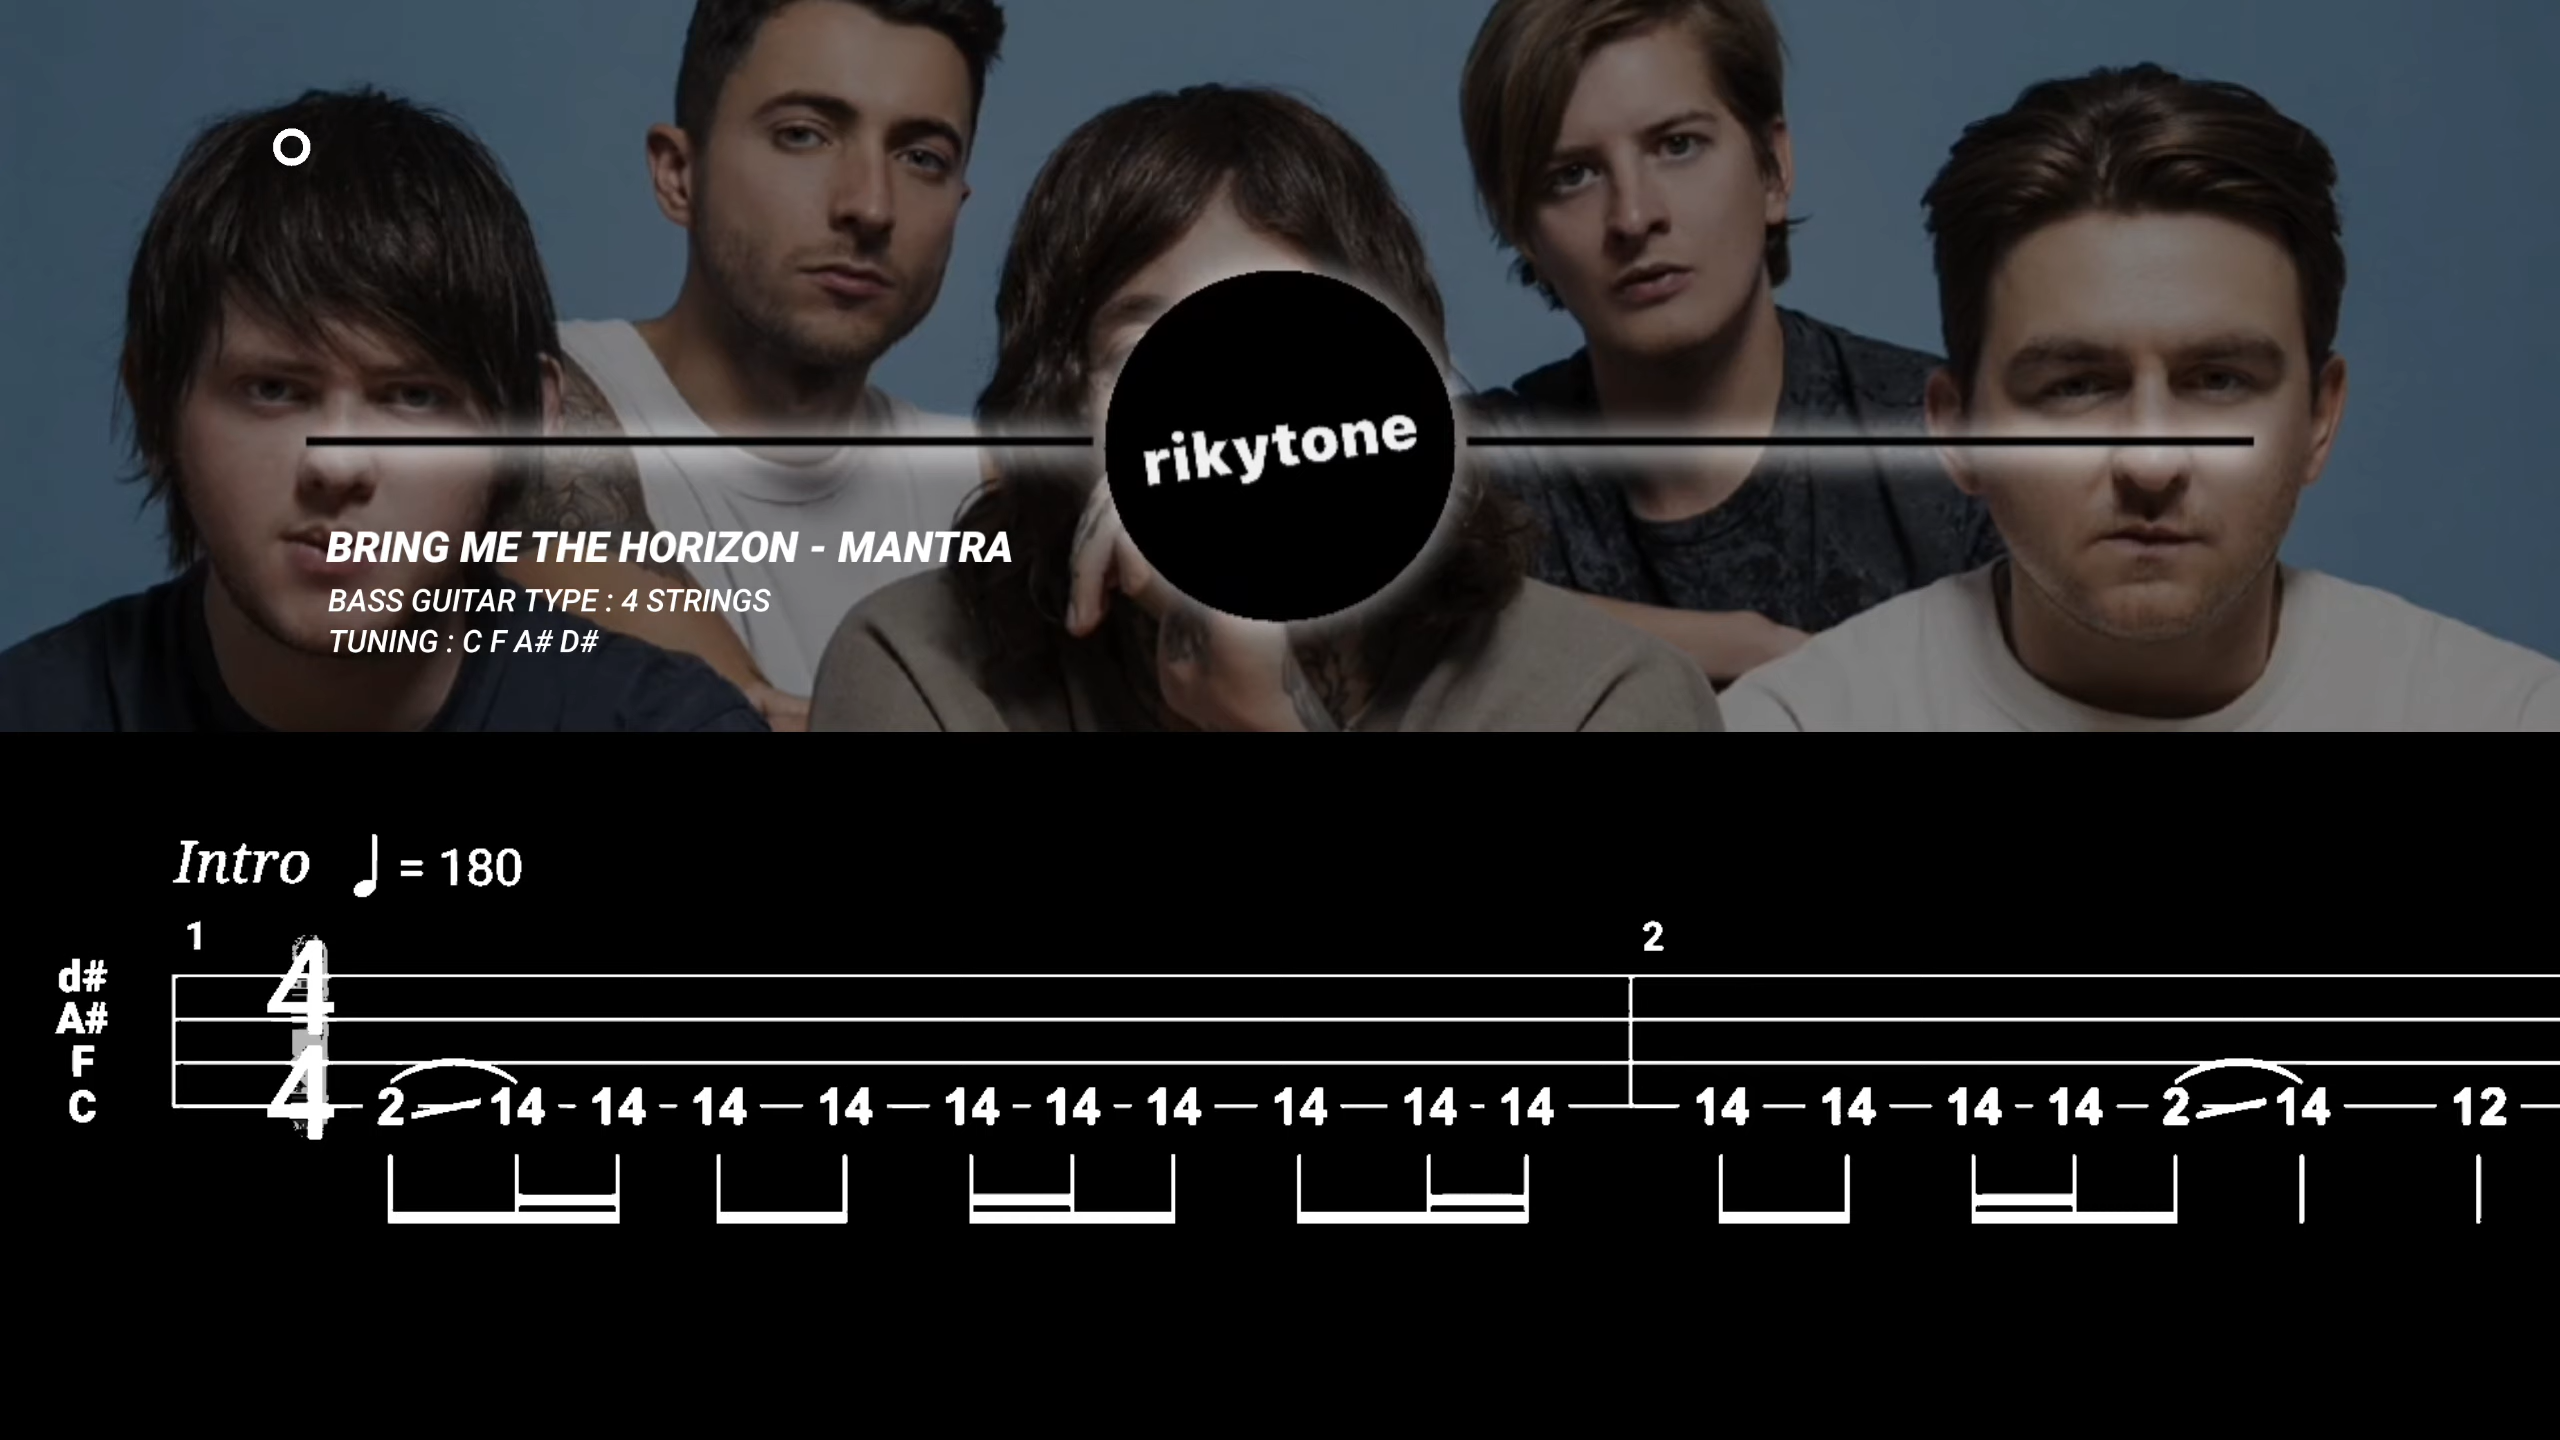 rikytone
BRING ME THE HORIZON - MANTRA
BASS GUITAR TYPE : 4 STRINGS
TUNING : C F A# D#
Intro ♩ = 180
1 2
d#
A#
F
C
4
4
2 14 14 14 14 14 14 14 14 14 14 14 14 14 14 2 14 12